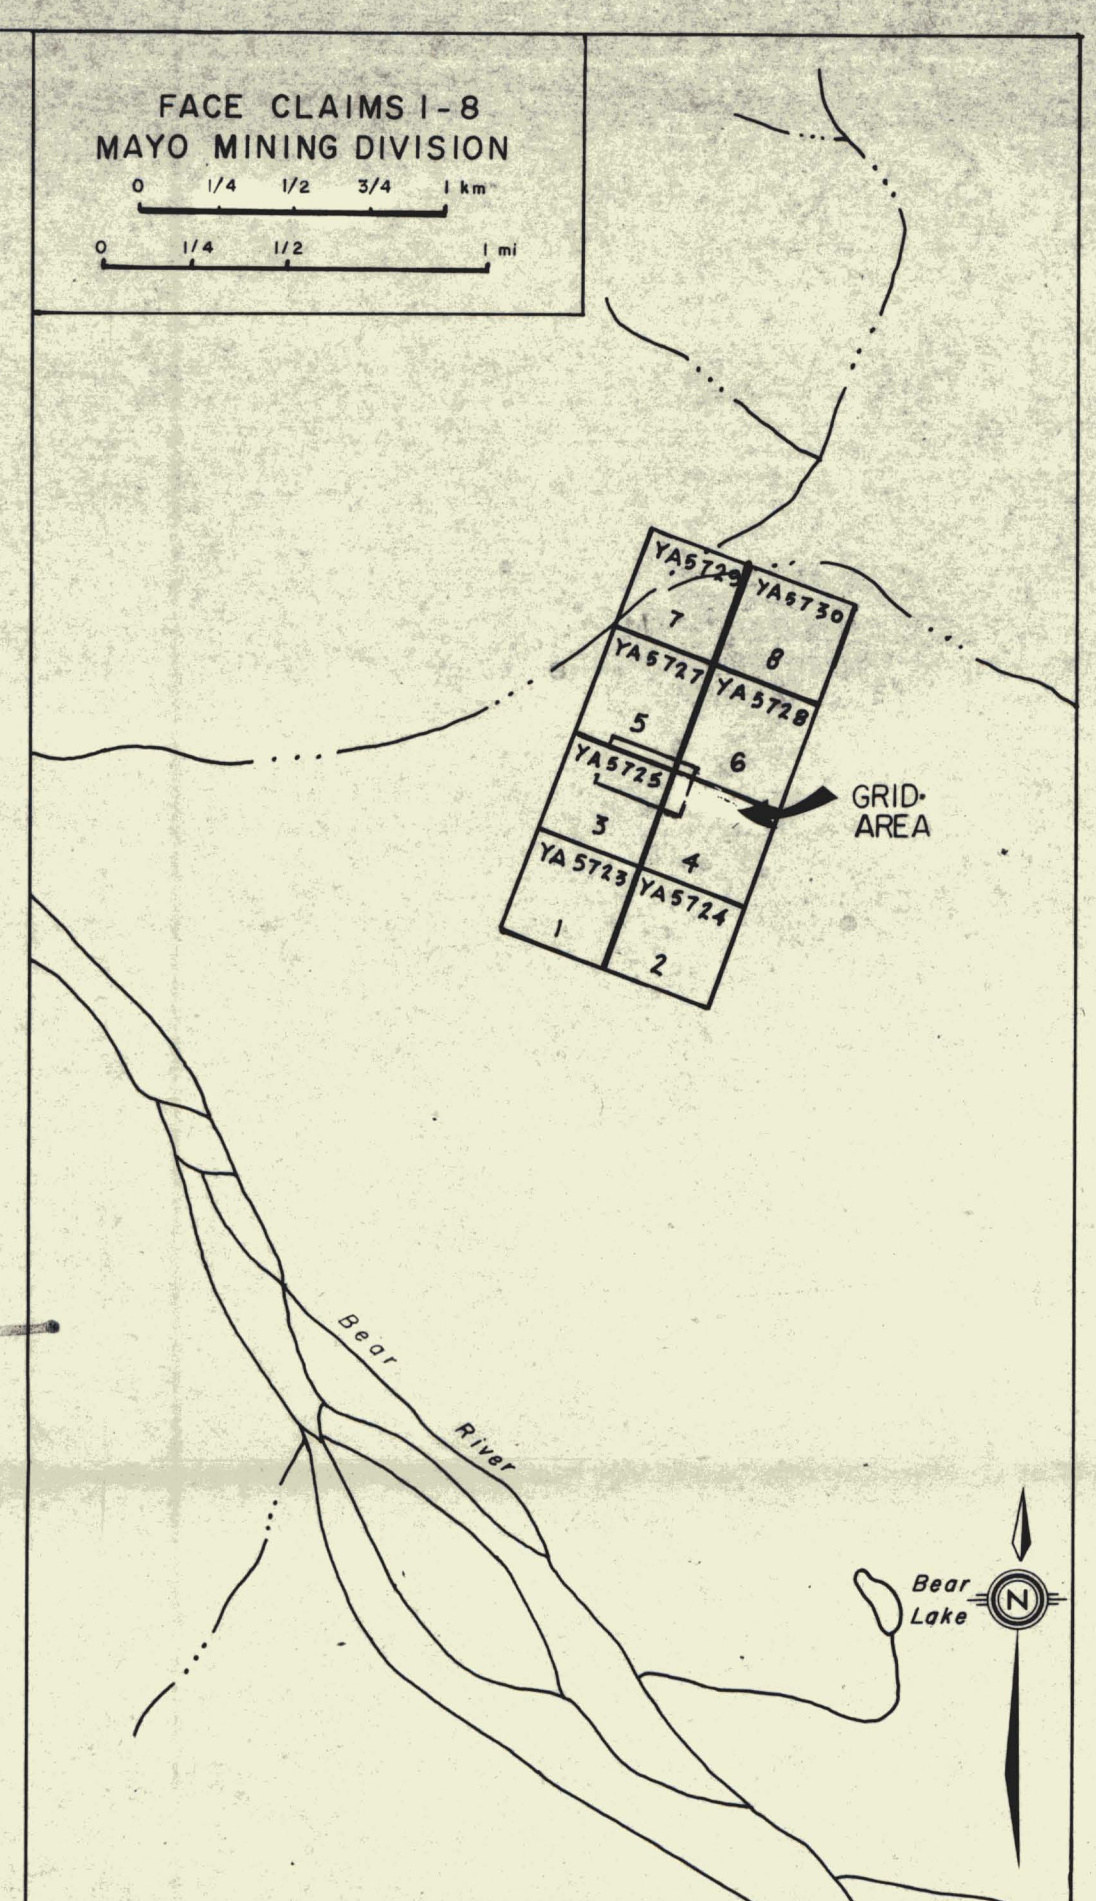 FACE CLAIMS 1-8
MAYO MINING DIVISION
0 1/4 1/2 3/4 1 km
0 1/4 1/2 1 mi
YA5729
7
YA5730
8
YA5727
5
YA5728
6
YA5725
3
4
GRID
AREA
YA5723
1
YA5724
2
Bear
River
Bear
Lake
N